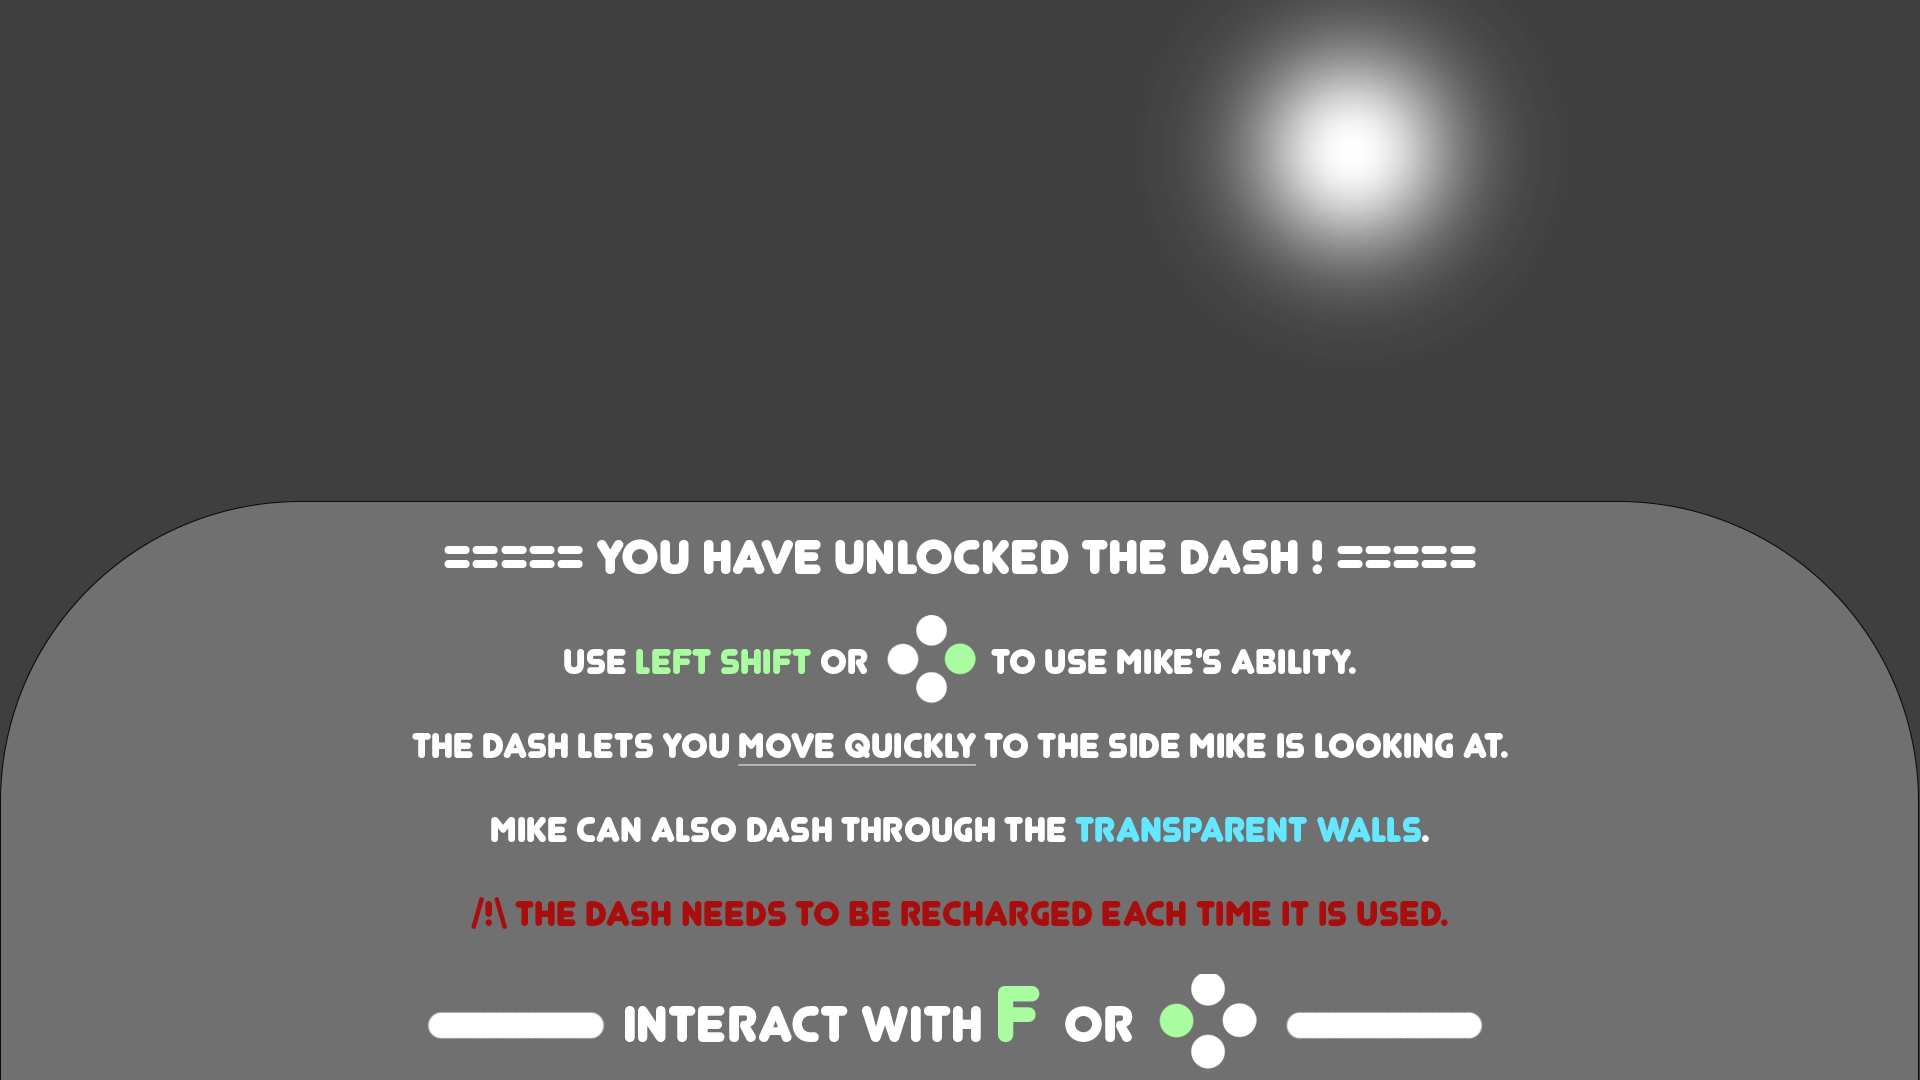 ===== YOU HAVE UNLOCKED THE DASH ! =====
USE LEFT SHIFT OR TO USE MIKE'S ABILITY.
THE DASH LETS YOU MOVE QUICKLY TO THE SIDE MIKE IS LOOKING AT.
MIKE CAN ALSO DASH THROUGH THE TRANSPARENT WALLS.
/!\ THE DASH NEEDS TO BE RECHARGED EACH TIME IT IS USED.
INTERACT WITH F OR